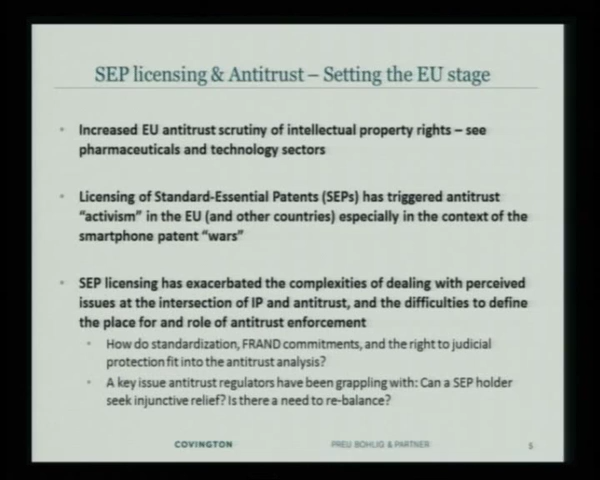 SEP licensing & Antitrust – Setting the EU stage
Increased EU antitrust scrutiny of intellectual property rights – see
pharmaceuticals and technology sectors
Licensing of Standard-Essential Patents (SEPs) has triggered antitrust
“activism” in the EU (and other countries) especially in the context of the
smartphone patent “wars”
SEP licensing has exacerbated the complexities of dealing with perceived
issues at the intersection of IP and antitrust, and the difficulties to define
the place for and role of antitrust enforcement
How do standardization, FRAND commitments, and the right to judicial
protection fit into the antitrust analysis?
A key issue antitrust regulators have been grappling with: Can a SEP holder
seek injunctive relief? Is there a need to re-balance?
COVINGTON
PREU BOHLIG & PARTNER
5